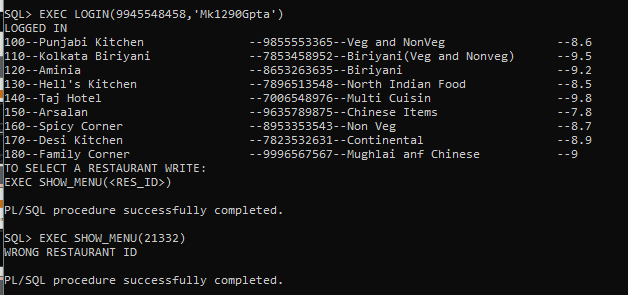 SQL> EXEC LOGIN(9945548458,'Mk1290Gpta')
LOGGED IN
100--Punjabi Kitchen --9855553365--Veg and NonVeg --8.6
110--Kolkata Biriyani --7853458952--Biriyani(Veg and Nonveg) --9.5
120--Aminia --8653263635--Biriyani --9.2
130--Hell's Kitchen --7896513548--North Indian Food --8.5
140--Taj Hotel --7006548976--Multi Cuisin --9.8
150--Arsalan --9635789875--Chinese Items --7.8
160--Spicy Corner --8953353543--Non Veg --8.7
170--Desi Kitchen --7823532631--Continental --8.9
180--Family Corner --9996567567--Mughlai anf Chinese --9
TO SELECT A RESTAURANT WRITE:
EXEC SHOW_MENU(<RES_ID>)
PL/SQL procedure successfully completed.
SQL> EXEC SHOW_MENU(21332)
WRONG RESTAURANT ID
PL/SQL procedure successfully completed.